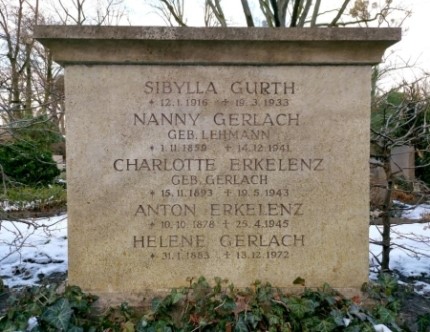 SIBYLLA GURTH
* 12.1.1916 ✝ 19.3.1933
NANNY GERLACH
GEB. LEHMANN
* 1.11.1859 ✝ 14.12.1941
CHARLOTTE ERKELENZ
GEB. GERLACH
* 15.11.1893 ✝ 19.5.1943
ANTON ERKELENZ
* 10.10.1878 ✝ 25.4.1945
HELENE GERLACH
* 31.1.1883 ✝ 13.12.1972